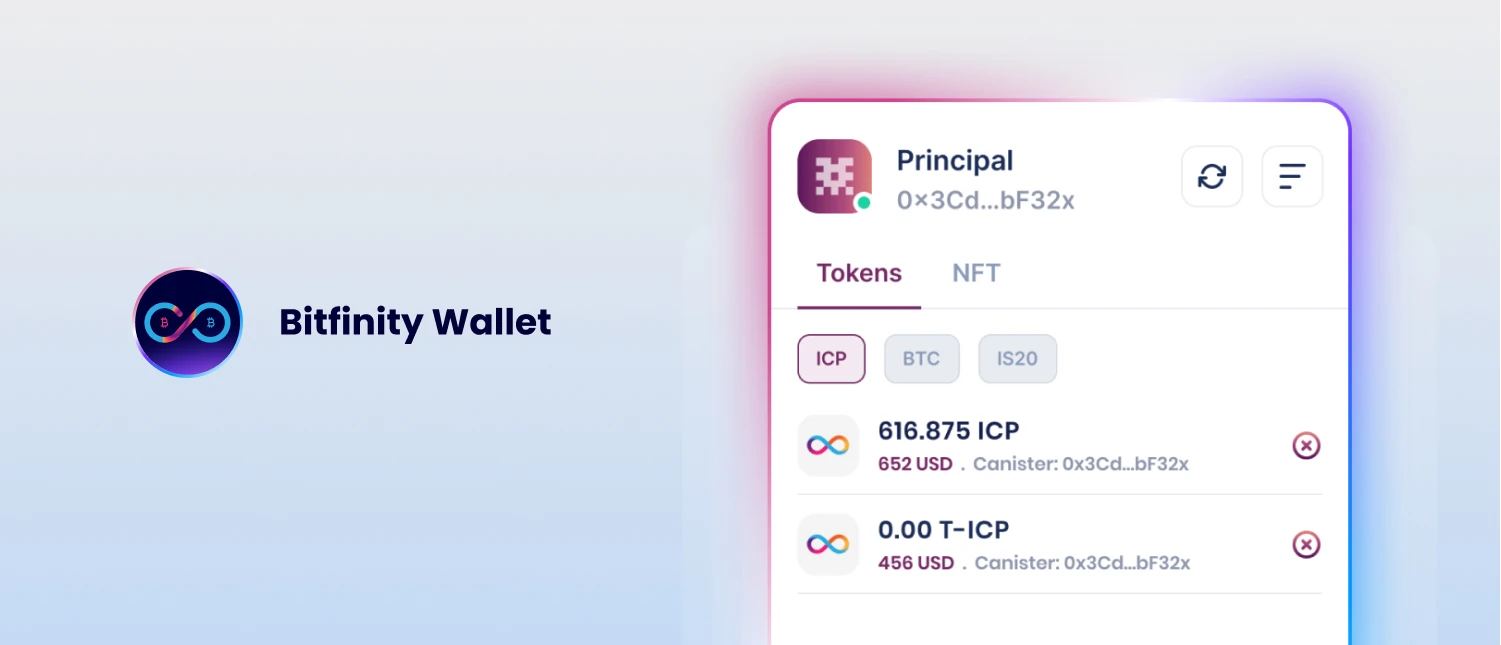 Bitfinity Wallet
Principal
0×3Cd...bF32x
Tokens NFT
ICP BTC IS20
616.875 ICP
652 USD . Canister: 0x3Cd...bF32x
0.00 T-ICP
456 USD . Canister: 0x3Cd...bF32x